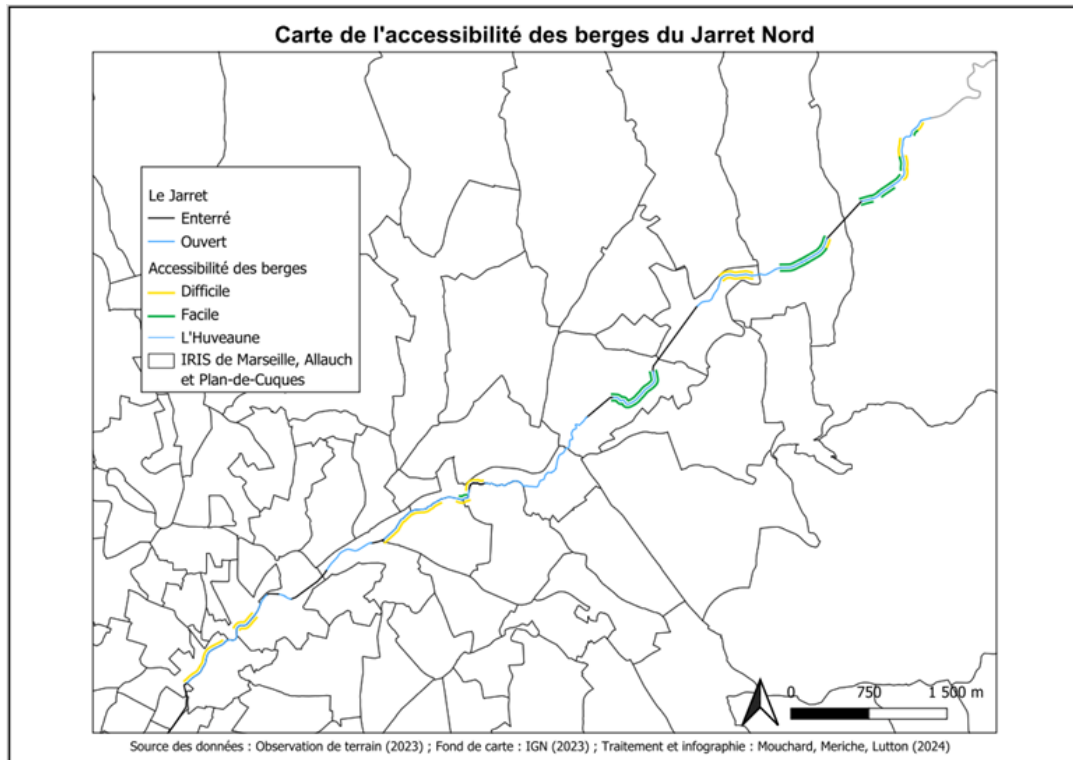 Carte de l'accessibilité des berges du Jarret Nord
Le Jarret
Enterré
Ouvert
Accessibilité des berges
Difficile
Facile
L'Huveaune
IRIS de Marseille, Allauch
et Plan-de-Cuques
0 750 1 500 m
Source des données : Observation de terrain (2023) ; Fond de carte : IGN (2023) ; Traitement et infographie : Mouchard, Meriche, Lutton (2024)